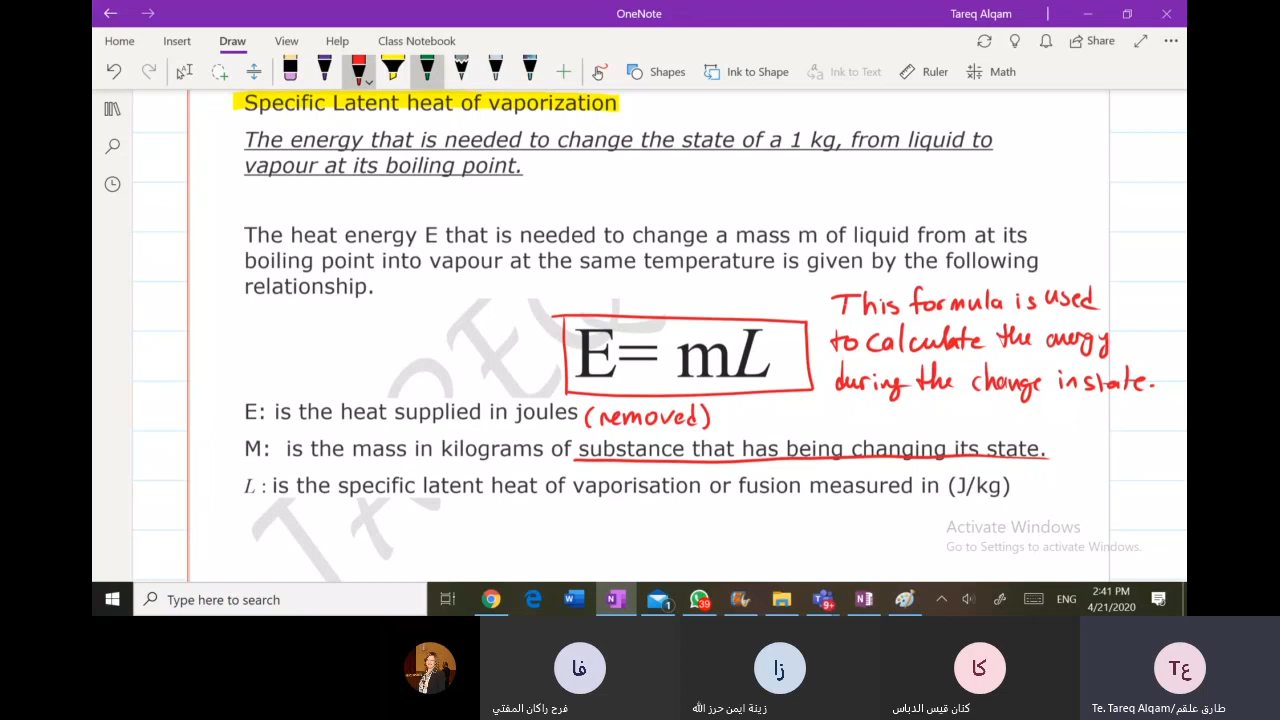 OneNote
Tareq Alqam
Home Insert Draw View Help Class Notebook
Share
Shapes Ink to Shape Ink to Text Ruler Math
Specific Latent heat of vaporization
The energy that is needed to change the state of a 1 kg, from liquid to
vapour at its boiling point.
The heat energy E that is needed to change a mass m of liquid from at its
boiling point into vapour at the same temperature is given by the following
relationship.
This formula is used
to calculate the energy
during the change in state.
E= mL
E: is the heat supplied in joules (removed)
M: is the mass in kilograms of substance that has being changing its state.
L : is the specific latent heat of vaporisation or fusion measured in (J/kg)
TAREQ
Activate Windows
Go to Settings to activate Windows.
Type here to search
1
39
9+
ENG
2:41 PM
4/21/2020
فا
زا
كا
Tع
فرح راكان المفتي
زينة ايمن حرز الله
كنان قيس الدباس
Te. Tareq Alqam/طارق علقم